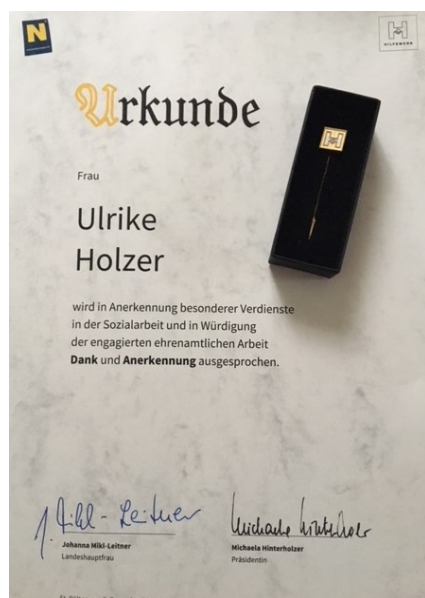 N
H
HILFSWERK
Urkunde
Frau
Ulrike
Holzer
wird in Anerkennung besonderer Verdienste
in der Sozialarbeit und in Würdigung
der engagierten ehrenamtlichen Arbeit
Dank und Anerkennung ausgesprochen.
J. Mikl-Leitner
Michaela Hinterholzer
Johanna Mikl-Leitner
Michaela Hinterholzer
Landeshauptfrau
Präsidentin